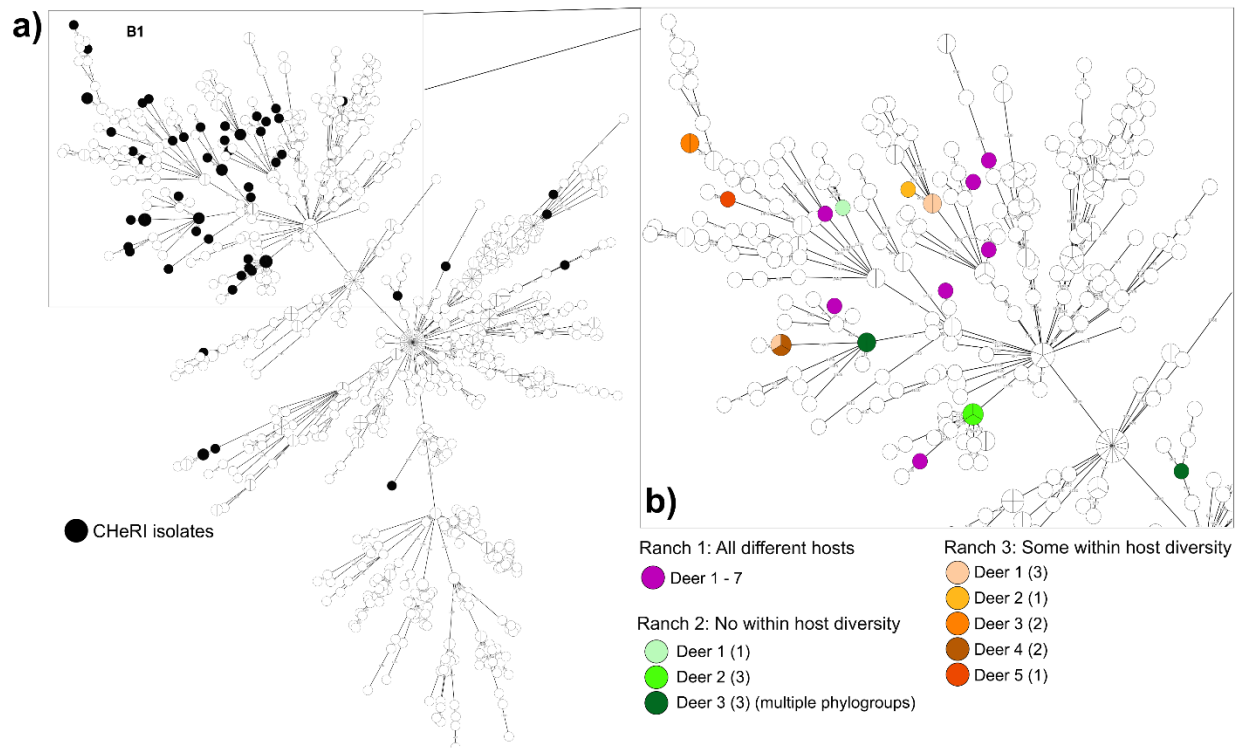 a)
B1
CHeRI isolates
b)
Ranch 1: All different hosts
Deer 1 - 7
Ranch 2: No within host diversity
Deer 1 (1)
Deer 2 (3)
Deer 3 (3) (multiple phylogroups)
Ranch 3: Some within host diversity
Deer 1 (3)
Deer 2 (1)
Deer 3 (2)
Deer 4 (2)
Deer 5 (1)